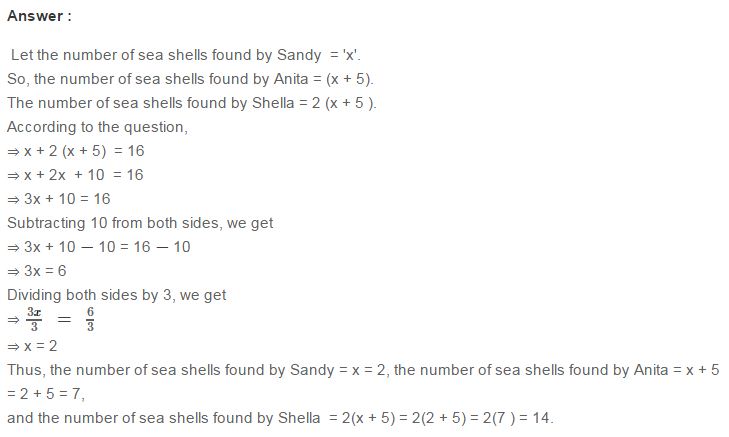 Answer :
Let the number of sea shells found by Sandy = 'x'.
So, the number of sea shells found by Anita = (x + 5).
The number of sea shells found by Shella = 2 (x + 5 ).
According to the question,
⇒ x + 2 (x + 5) = 16
⇒ x + 2x + 10 = 16
⇒ 3x + 10 = 16
Subtracting 10 from both sides, we get
⇒ 3x + 10 — 10 = 16 — 10
⇒ 3x = 6
Dividing both sides by 3, we get
⇒ 3x/3 = 6/3
⇒ x = 2
Thus, the number of sea shells found by Sandy = x = 2, the number of sea shells found by Anita = x + 5
= 2 + 5 = 7,
and the number of sea shells found by Shella = 2(x + 5) = 2(2 + 5) = 2(7 ) = 14.